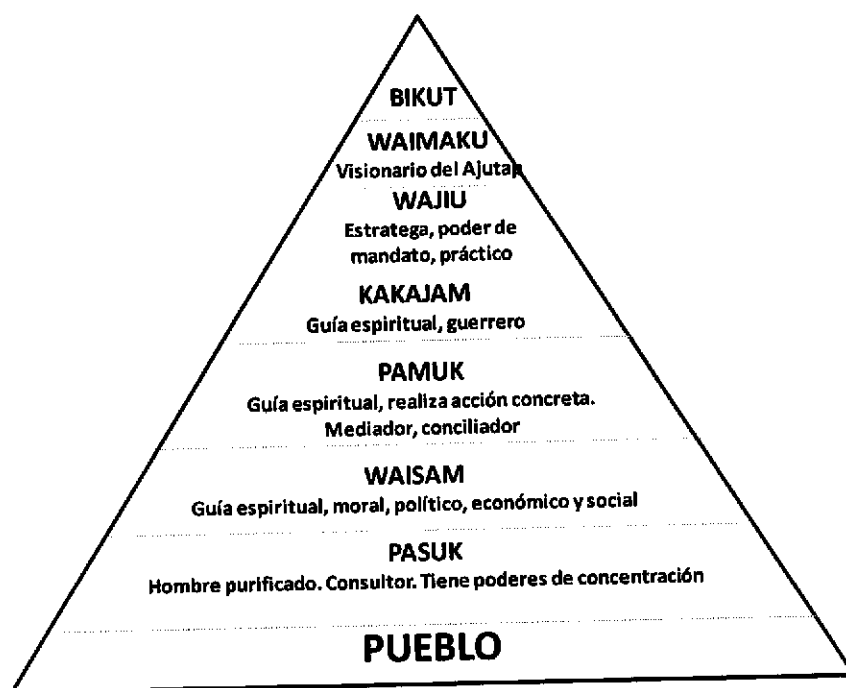 BIKUT
WAIMAKU
Visionario del Ajutap
WAJIU
Estratega, poder de
mandato, práctico
KAKAJAM
Guía espiritual, guerrero
PAMUK
Guía espiritual, realiza acción concreta.
Mediador, conciliador
WAISAM
Guía espiritual, moral, político, económico y social
PASUK
Hombre purificado. Consultor. Tiene poderes de concentración
PUEBLO